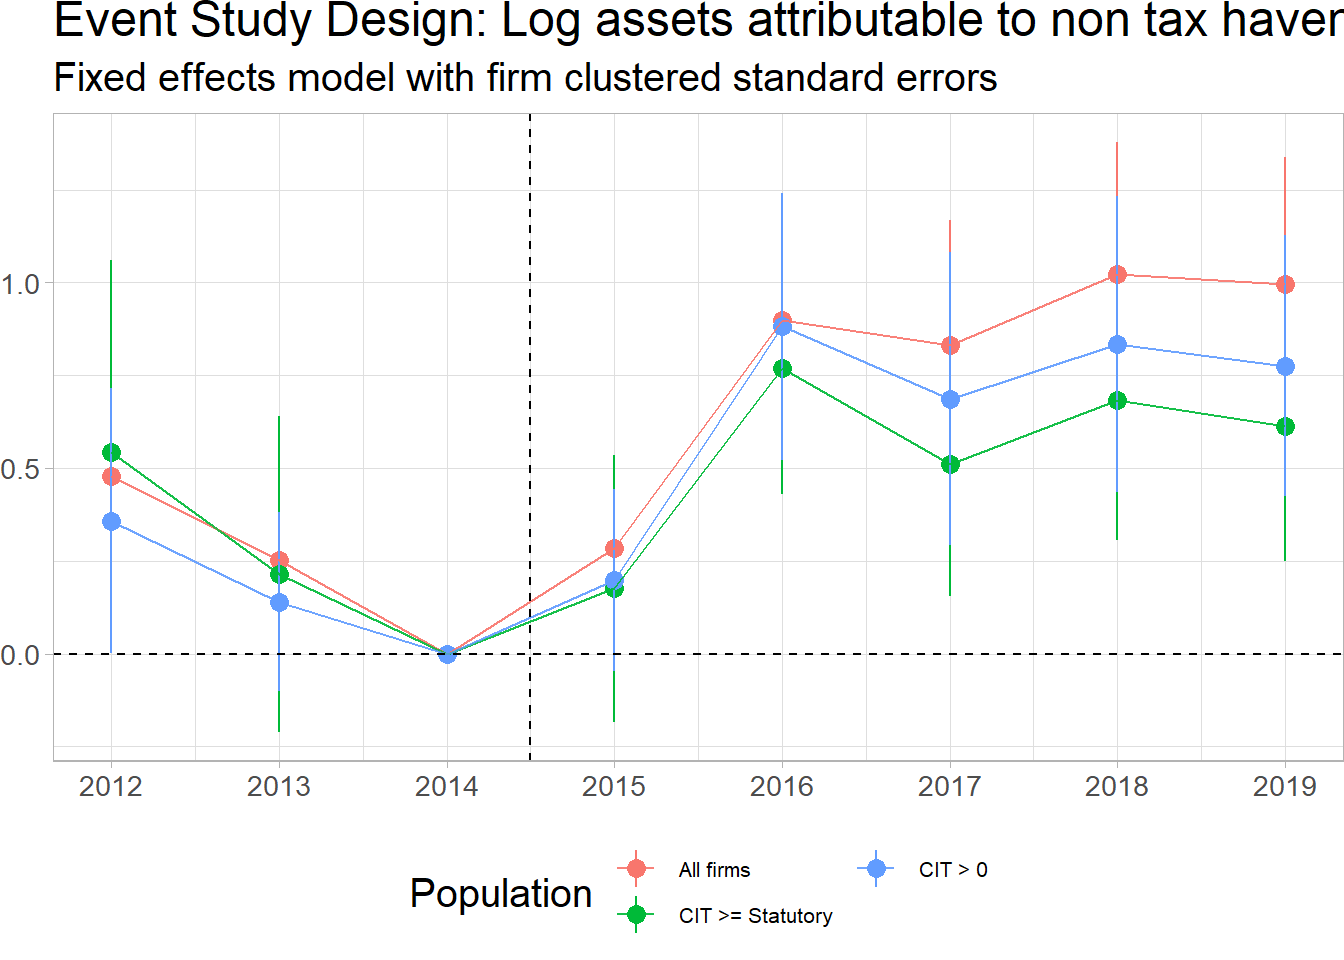 Event Study Design: Log assets attributable to non tax haven
Fixed effects model with firm clustered standard errors
1.0
0.5
0.0
2012 2013 2014 2015 2016 2017 2018 2019
Population
All firms
CIT > 0
CIT >= Statutory